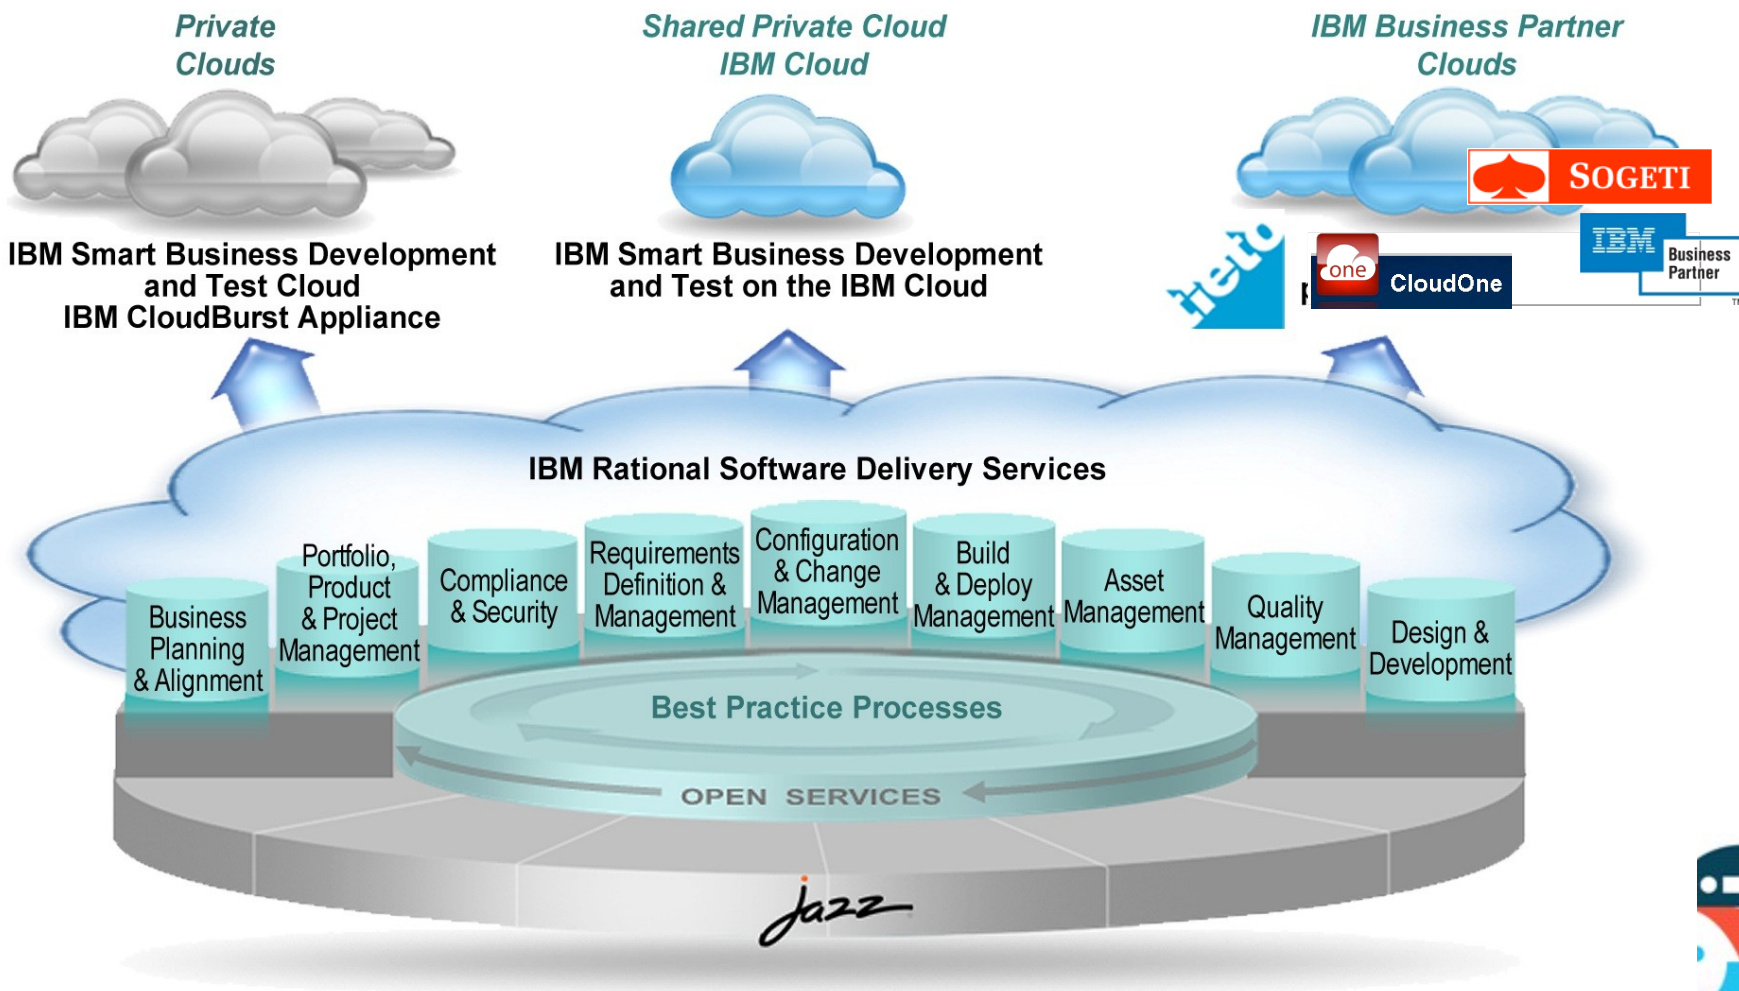 Private
Clouds
Shared Private Cloud
IBM Cloud
IBM Business Partner
Clouds
SOGETI
IBM Smart Business Development
and Test Cloud
IBM CloudBurst Appliance
IBM Smart Business Development
and Test on the IBM Cloud
tieto
one
CloudOne
IBM
Business
Partner
TM
IBM Rational Software Delivery Services
Business
Planning
& Alignment
Portfolio,
Product
& Project
Management
Compliance
& Security
Requirements
Definition &
Management
Configuration
& Change
Management
Build
& Deploy
Management
Asset
Management
Quality
Management
Design &
Development
Best Practice Processes
OPEN SERVICES
jazz